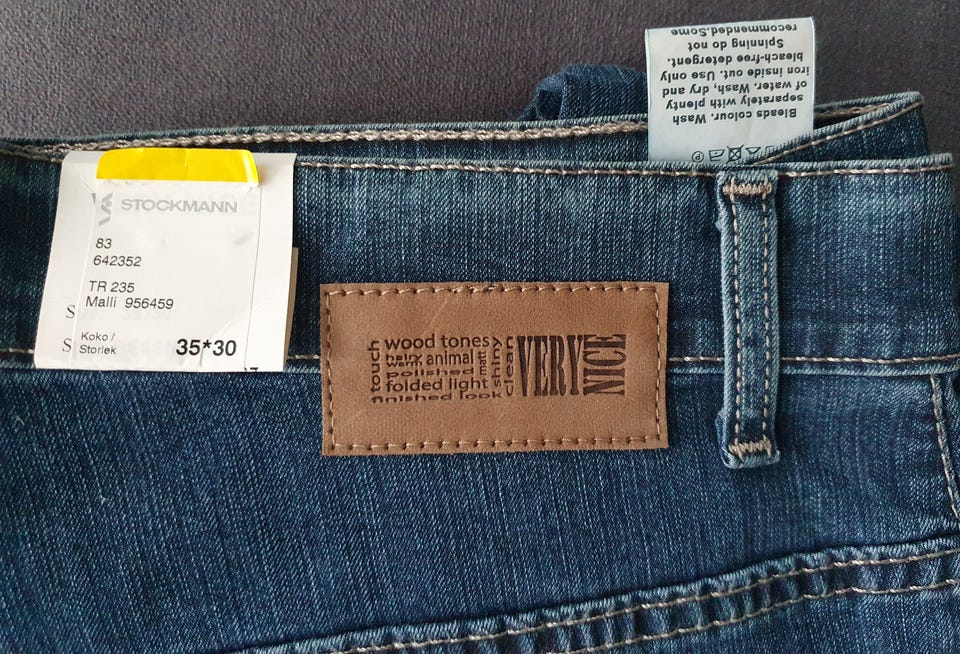 STOCKMANN
83
642352
TR 235
Malli 956459
Koko /
Storlek 35*30
S
S
touch
wood tones
hairy animal
warm
polished
matt
folded light
finished look
shiny
clean
VERY
NICE
Bleads colour. Wash
separately with plenty
of water. Wash, dry and
iron inside out. Use only
bleach-free detergent.
Spinning do not
recommended.Some